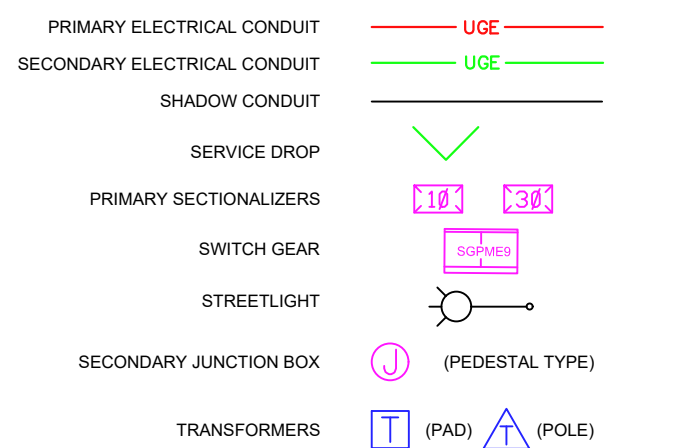 PRIMARY ELECTRICAL CONDUIT UGE
SECONDARY ELECTRICAL CONDUIT UGE
SHADOW CONDUIT
SERVICE DROP
PRIMARY SECTIONALIZERS 1Ø 3Ø
SWITCH GEAR SGPME9
STREETLIGHT
SECONDARY JUNCTION BOX J (PEDESTAL TYPE)
TRANSFORMERS T (PAD) T (POLE)